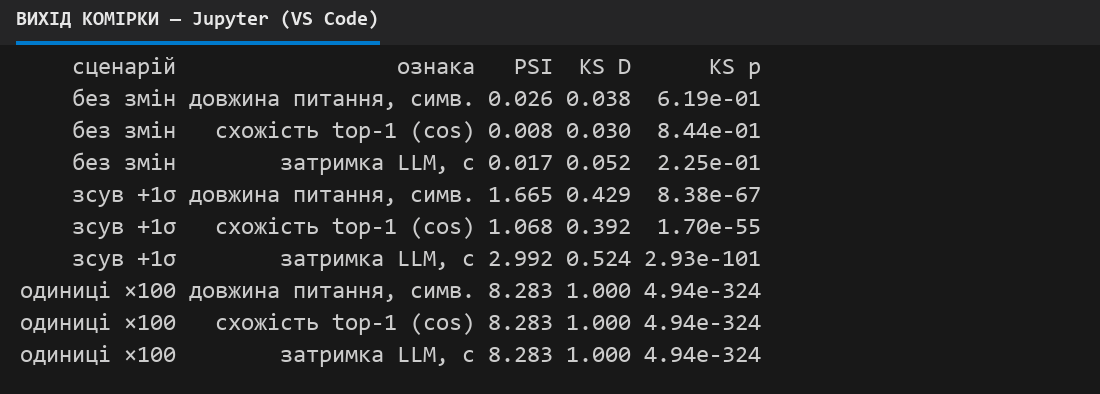 ВИХІД КОМІРКИ — Jupyter (VS Code)
сценарій ознака PSI KS D KS p
без змін довжина питання, симв. 0.026 0.038 6.19e-01
без змін схожість top-1 (cos) 0.008 0.030 8.44e-01
без змін затримка LLM, с 0.017 0.052 2.25e-01
зсув +1σ довжина питання, симв. 1.665 0.429 8.38e-67
зсув +1σ схожість top-1 (cos) 1.068 0.392 1.70e-55
зсув +1σ затримка LLM, с 2.992 0.524 2.93e-101
одиниці ×100 довжина питання, симв. 8.283 1.000 4.94e-324
одиниці ×100 схожість top-1 (cos) 8.283 1.000 4.94e-324
одиниці ×100 затримка LLM, с 8.283 1.000 4.94e-324